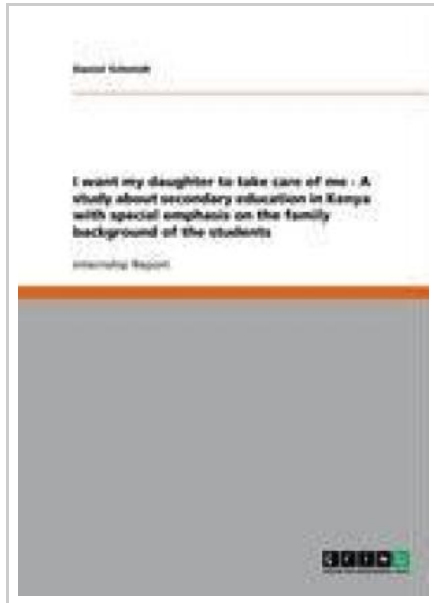 Daniel Schmidt
I want my daughter to take care of me - A
study about secondary education in Kenya
with special emphasis on the family
background of the students
Internship Report
GRIN